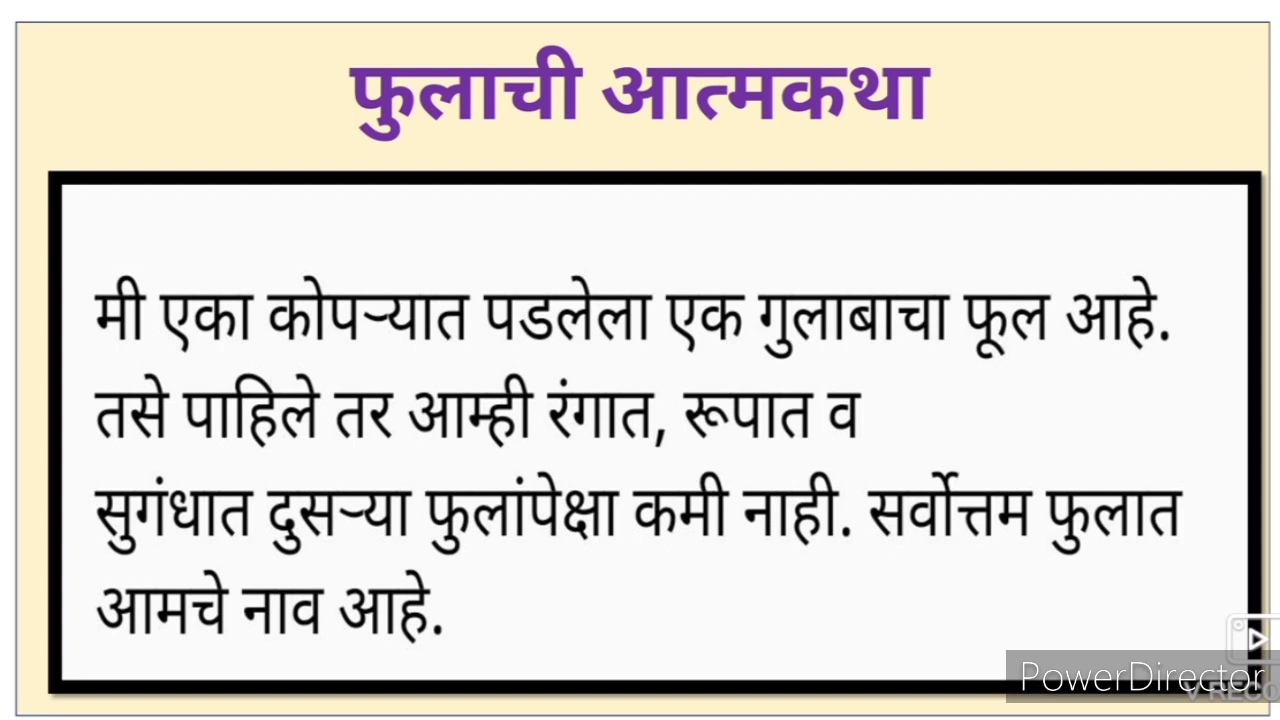 फुलाची आत्मकथा
मी एका कोपऱ्यात पडलेला एक गुलाबाचा फूल आहे.
तसे पाहिले तर आम्ही रंगात, रूपात व
सुगंधात दुसऱ्या फुलांपेक्षा कमी नाही. सर्वोत्तम फुलात
आमचे नाव आहे.
PowerDirector